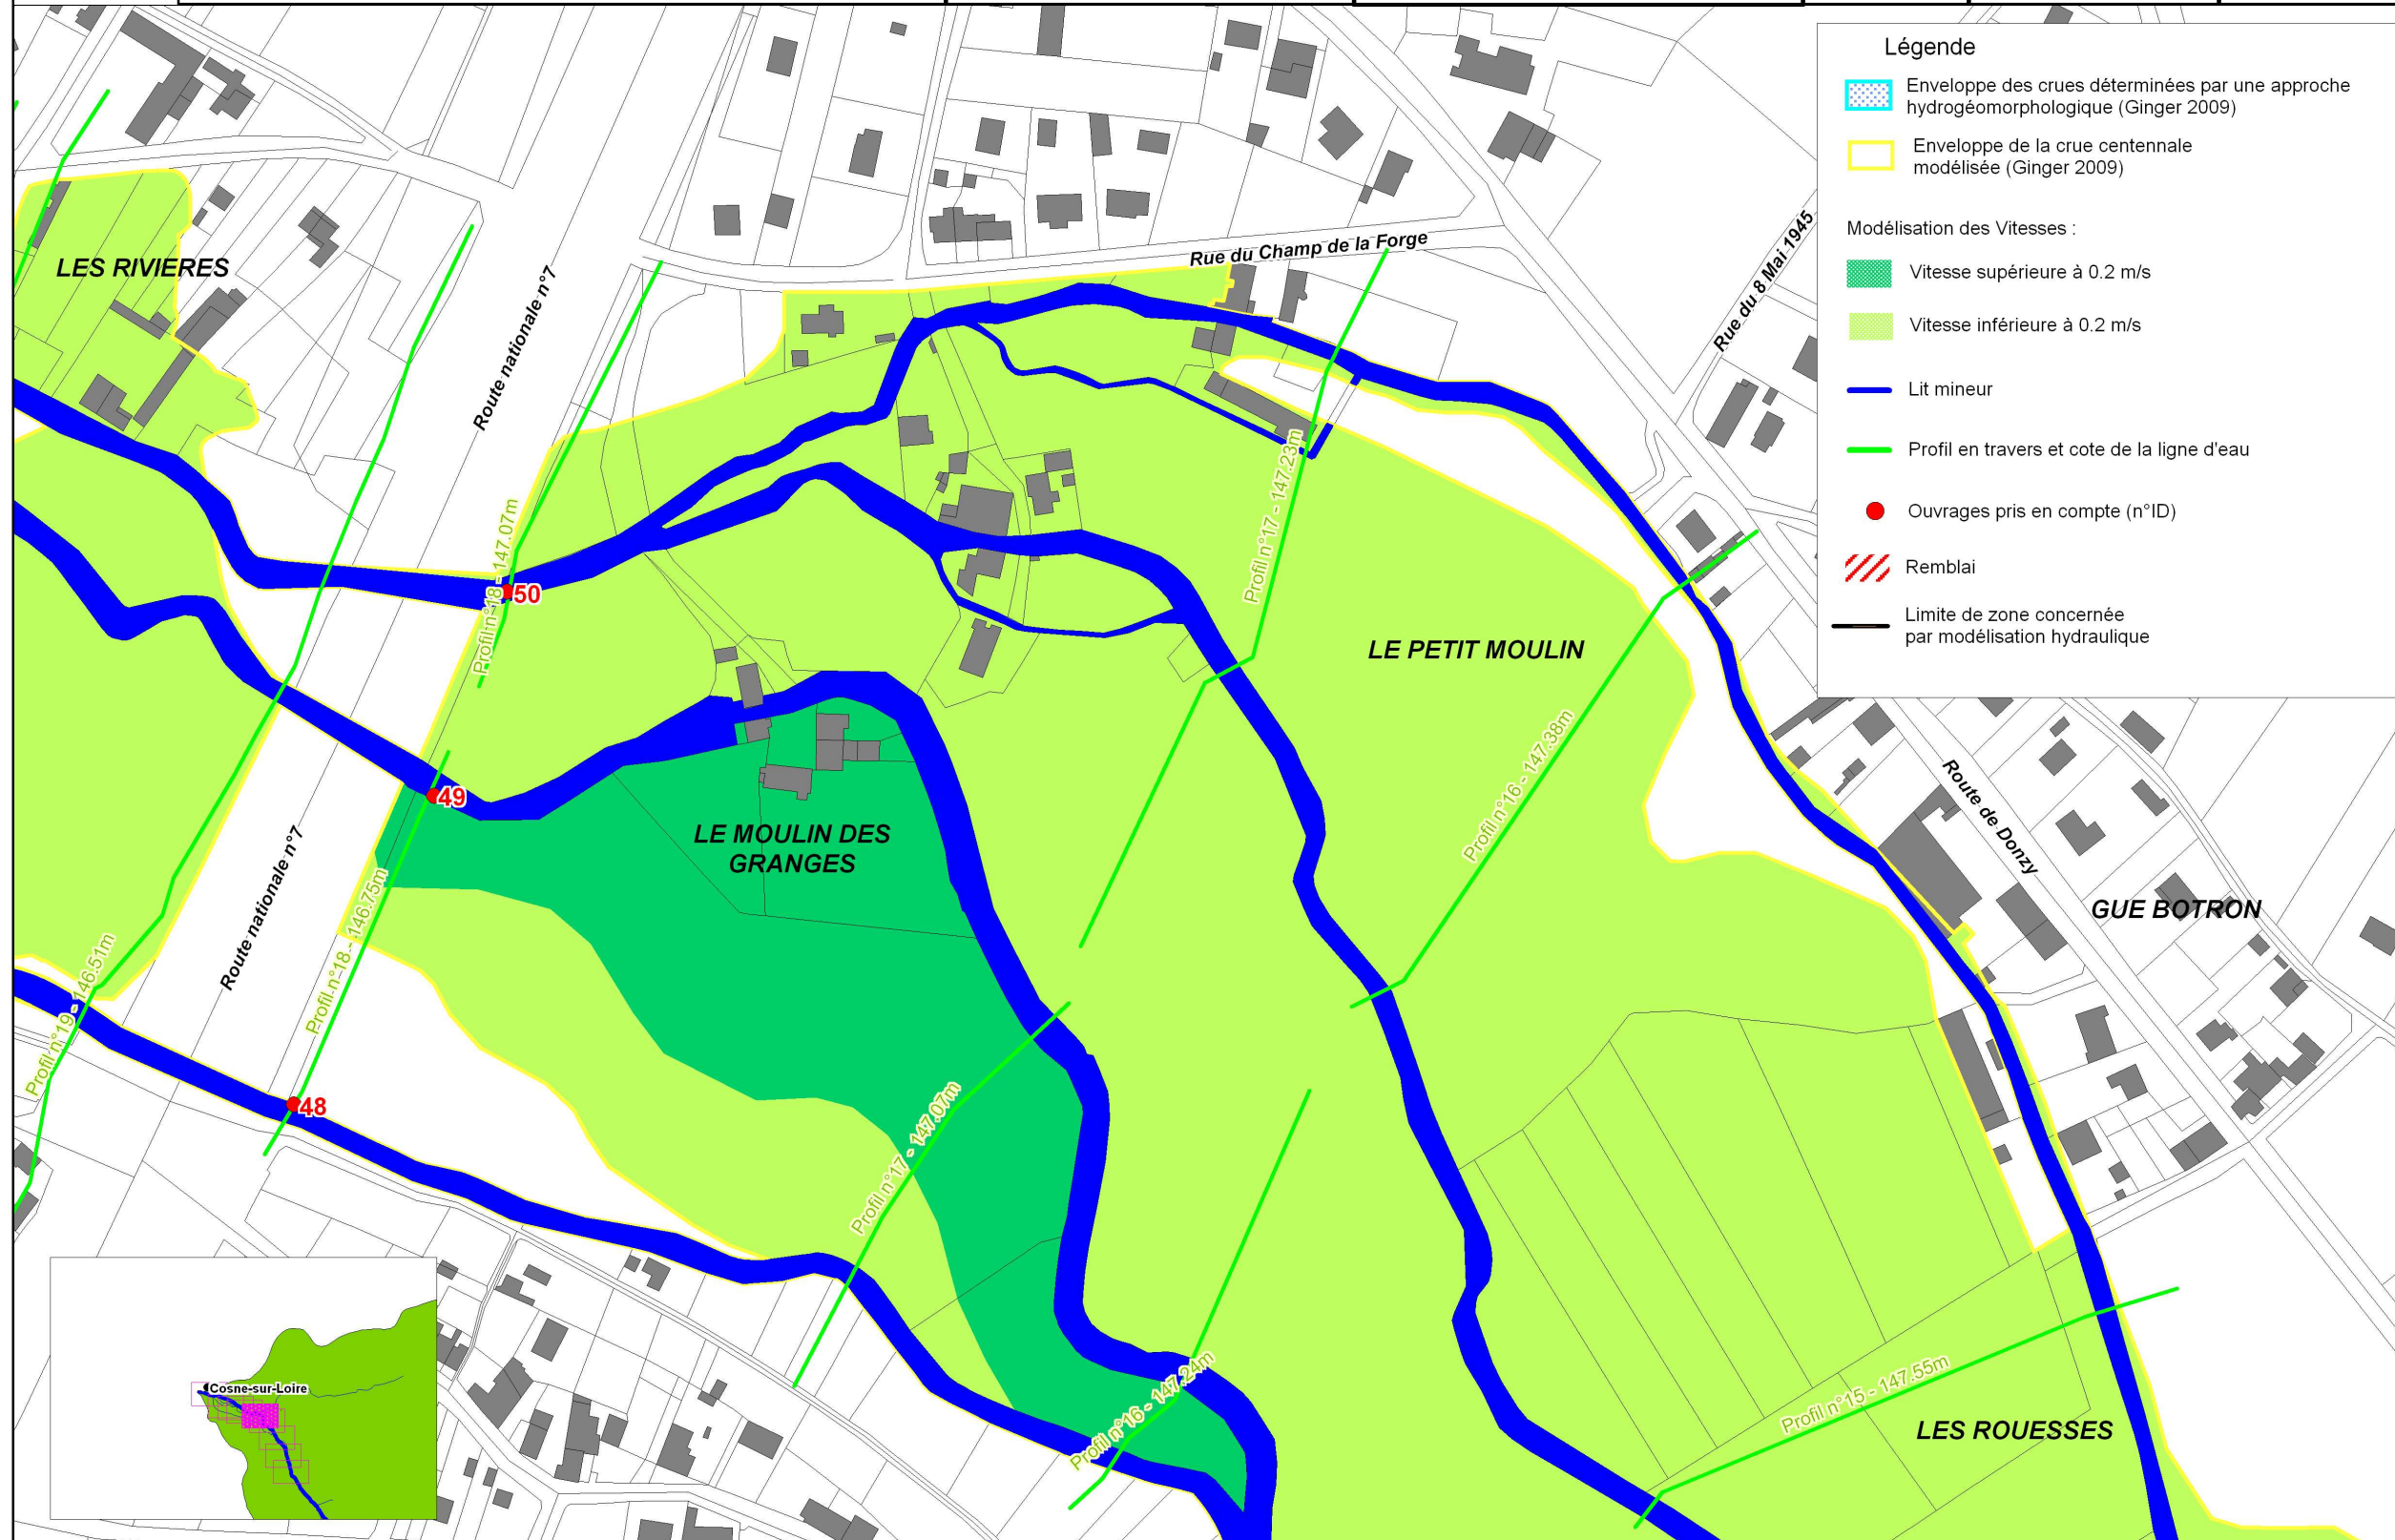 Légende
Enveloppe des crues déterminées par une approche
hydrogéomorphologique (Ginger 2009)
Enveloppe de la crue centennale
modélisée (Ginger 2009)
Modélisation des Vitesses :
Vitesse supérieure à 0.2 m/s
Vitesse inférieure à 0.2 m/s
Lit mineur
Profil en travers et cote de la ligne d'eau
Ouvrages pris en compte (n°ID)
Remblai
Limite de zone concernée
par modélisation hydraulique
Rue du Champ de la Forge
Rue du 8 Mai 1945
LES RIVIERES
Route nationale n°7
Profil n°17 - 147.23m
Profil n°18 - 147.07m
50
LE PETIT MOULIN
Profil n°16 - 147.38m
49
LE MOULIN DES
GRANGES
Route de Donzy
GUE BOTRON
Route nationale n°7
Profil n°18 - 146.75m
Profil n°19 - 146.51m
48
Profil n°17 - 147.07m
Profil n°16 - 147.24m
Profil n°15 - 147.55m
LES ROUESSES
Cosne-sur-Loire